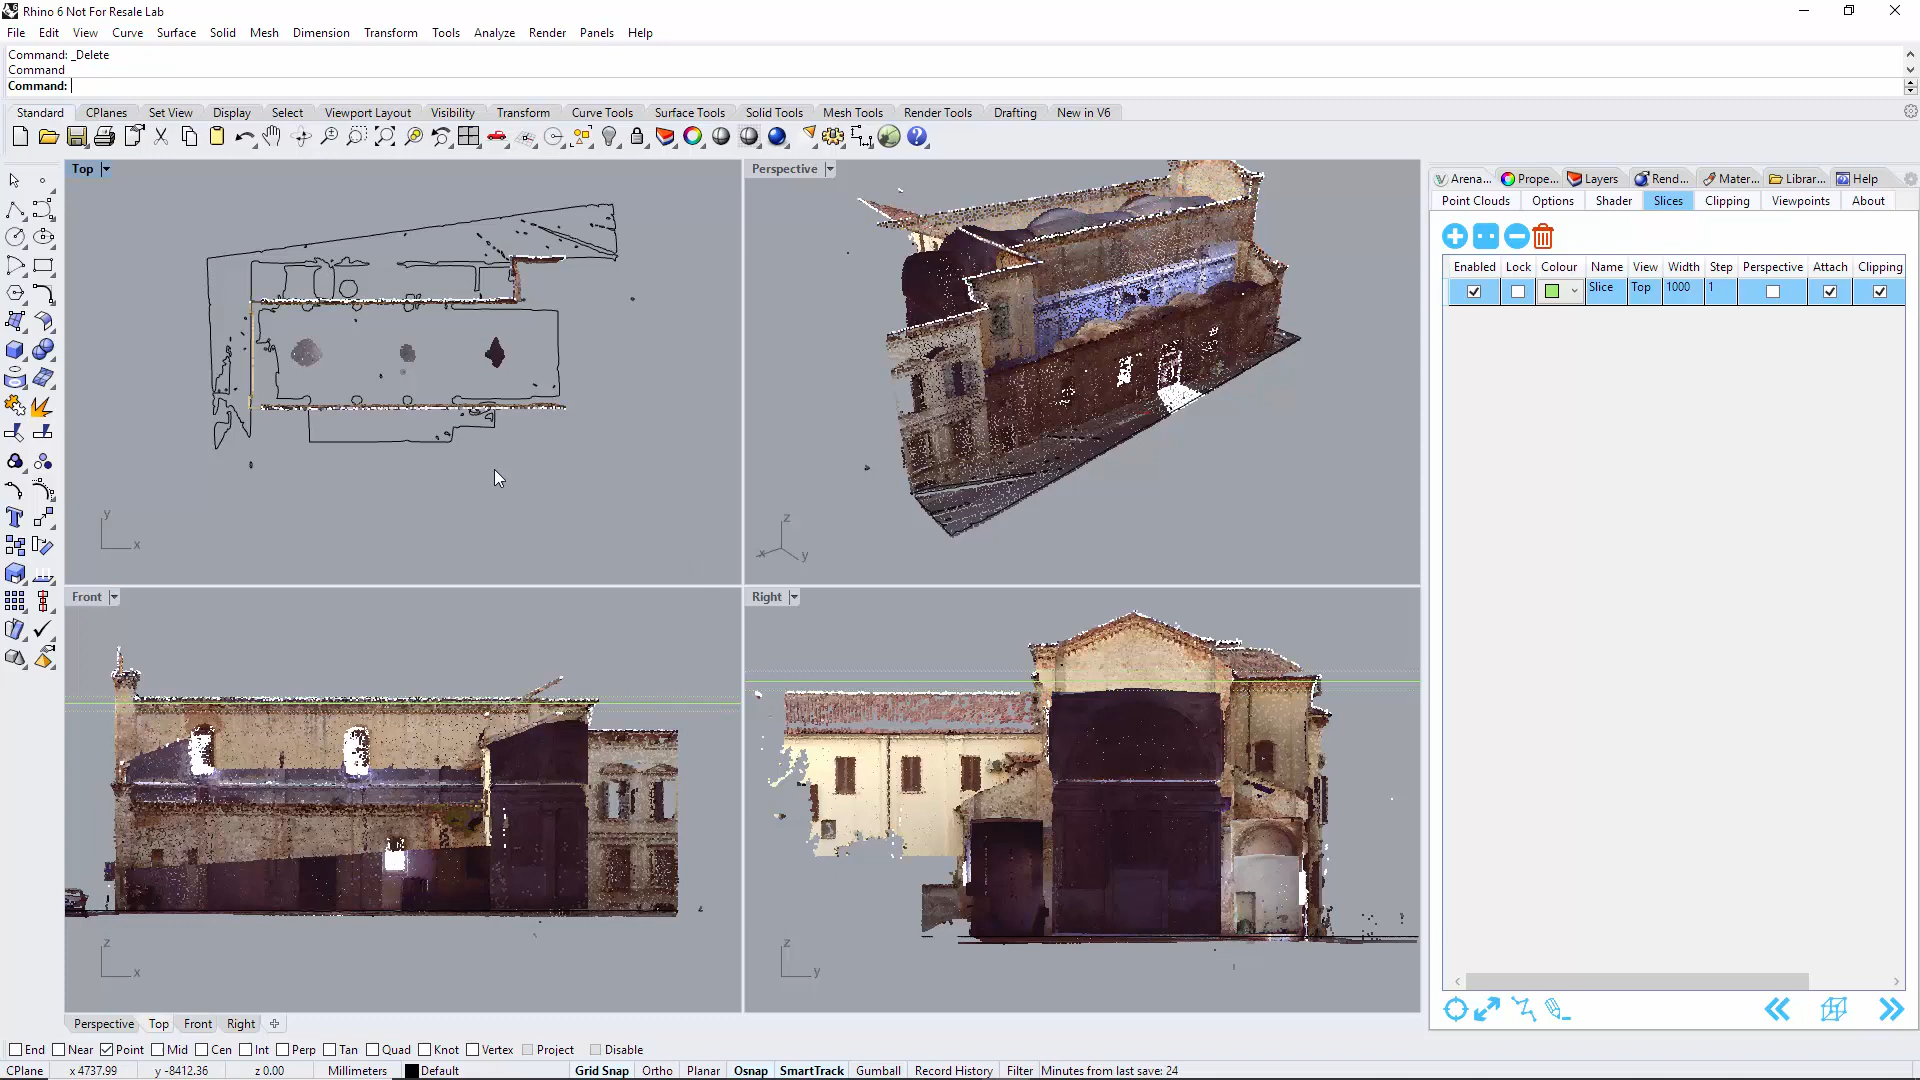 Rhino 6 Not For Resale Lab
File Edit View Curve Surface Solid Mesh Dimension Transform Tools Analyze Render Panels Help
Command: _Delete
Command
Command:
Standard CPlanes Set View Display Select Viewport Layout Visibility Transform Curve Tools Surface Tools Solid Tools Mesh Tools Render Tools Drafting New in V6
Top
Perspective
Arena... Prope... Layers Rend... Mater... Librar... Help
Point Clouds Options Shader Slices Clipping Viewpoints About
Enabled Lock Colour Name View Width Step Perspective Attach Clipping
Slice Top 1000 1
y
x
z
x
y
Front
Right
z
x
z
y
Perspective Top Front Right
End Near Point Mid Cen Int Perp Tan Quad Knot Vertex Project Disable
CPlane x 4737.99 y -8412.36 z 0.00 Millimeters Default Grid Snap Ortho Planar Osnap SmartTrack Gumball Record History Filter Minutes from last save: 24